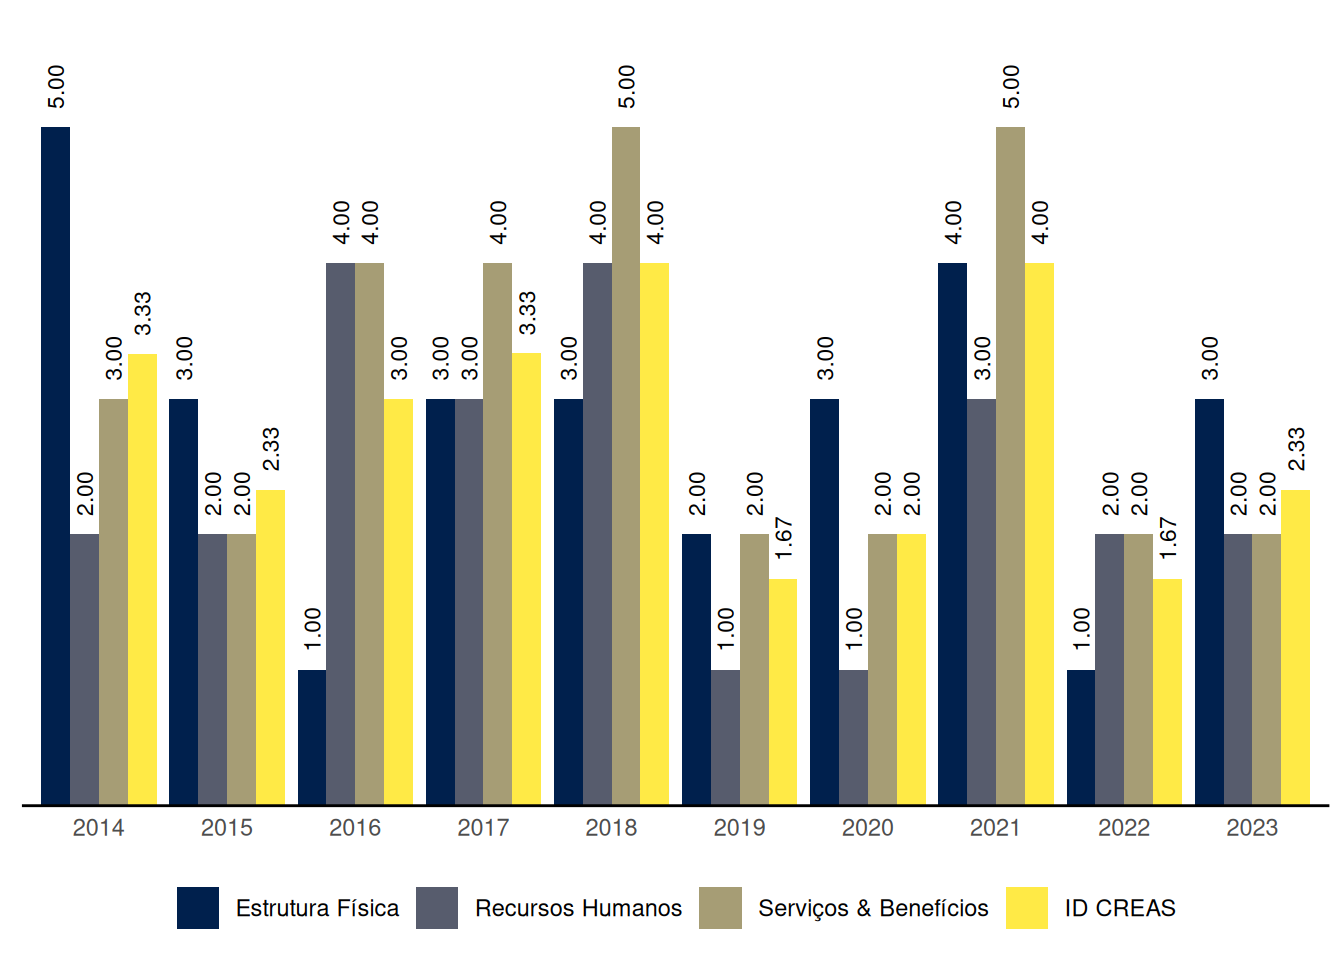 5.00 2.00 3.00 3.33 3.00 2.00 2.00 2.33 1.00 4.00 4.00 3.00 3.00 3.00 4.00 3.33 3.00 4.00 5.00 4.00 2.00 1.00 2.00 1.67 3.00 1.00 2.00 2.00 4.00 3.00 5.00 4.00 1.00 2.00 2.00 1.67 3.00 2.00 2.00 2.33
2014 2015 2016 2017 2018 2019 2020 2021 2022 2023
Estrutura Física Recursos Humanos Serviços & Benefícios ID CREAS